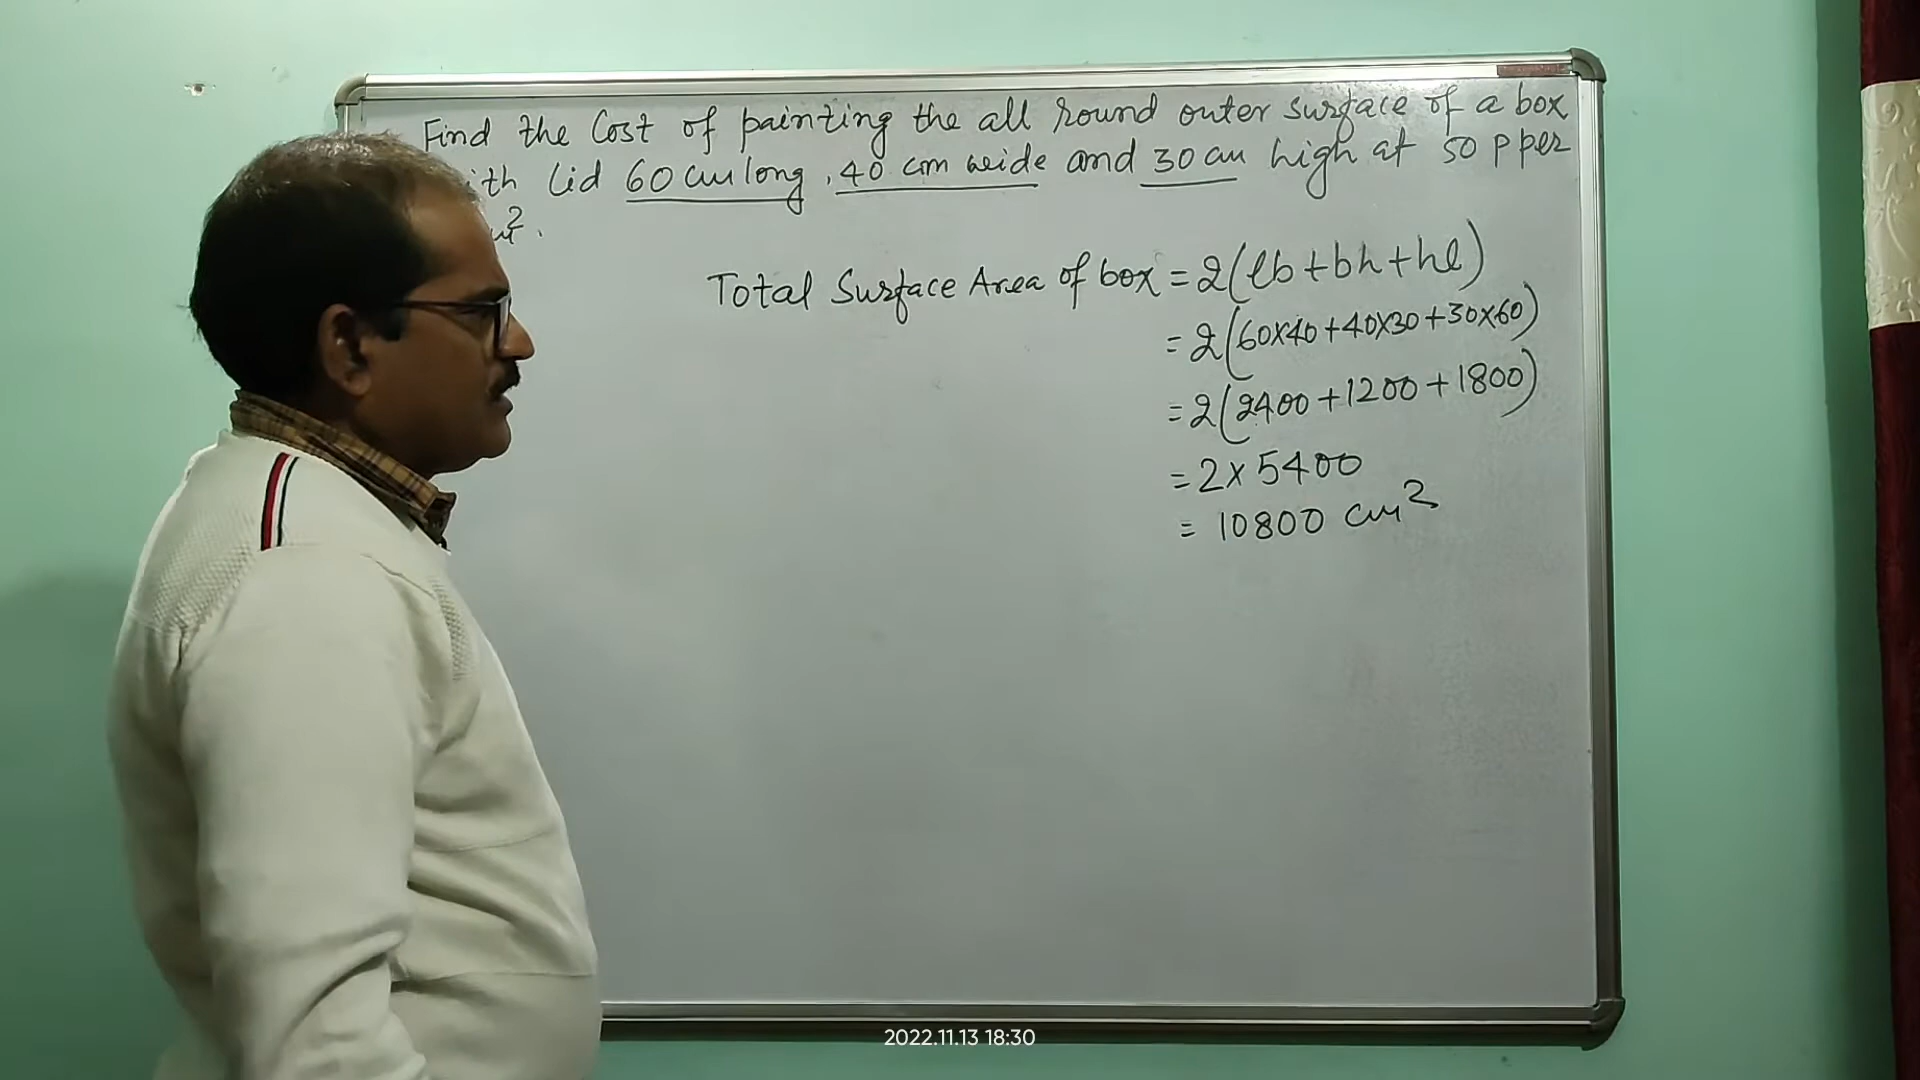 Find the Cost of painting the all round outer surface of a box
ith lid 60 cm long, 40 cm wide and 30 cm high at 50 p per
m².
Total Surface Area of box = 2(lb+bh+hl)
= 2(60×40+40×30+30×60)
= 2(2400+1200+1800)
= 2×5400
= 10800 cm²
2022.11.13 18:30